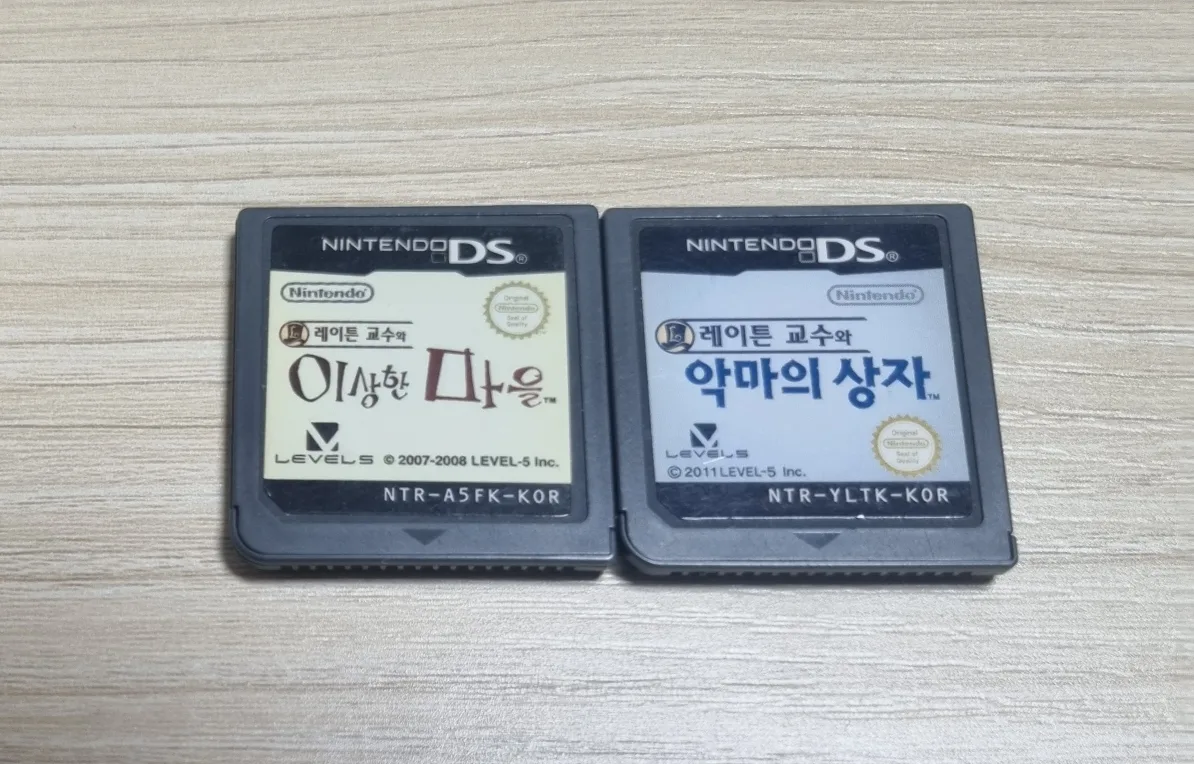 NINTENDO DS®
Nintendo®
Original
Nintendo
Seal of
Quality
레이튼 교수와
이상한 마을™
LEVEL5
© 2007-2008 LEVEL-5 Inc.
NTR-A5FK-KOR
NINTENDO DS®
Nintendo®
레이튼 교수와
악마의 상자™
LEVEL5
© 2011 LEVEL-5 Inc.
Original
Nintendo
Seal of
Quality
NTR-YLTK-KOR